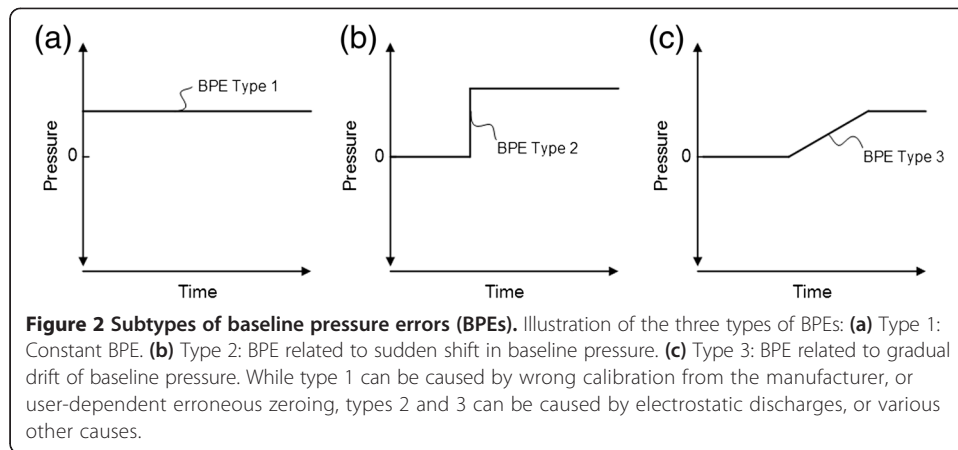 (a)
Pressure
0
BPE Type 1
Time
(b)
Pressure
0
BPE Type 2
Time
(c)
Pressure
0
BPE Type 3
Time
Figure 2 Subtypes of baseline pressure errors (BPEs). Illustration of the three types of BPEs: (a) Type 1:
Constant BPE. (b) Type 2: BPE related to sudden shift in baseline pressure. (c) Type 3: BPE related to gradual
drift of baseline pressure. While type 1 can be caused by wrong calibration from the manufacturer, or
user-dependent erroneous zeroing, types 2 and 3 can be caused by electrostatic discharges, or various
other causes.